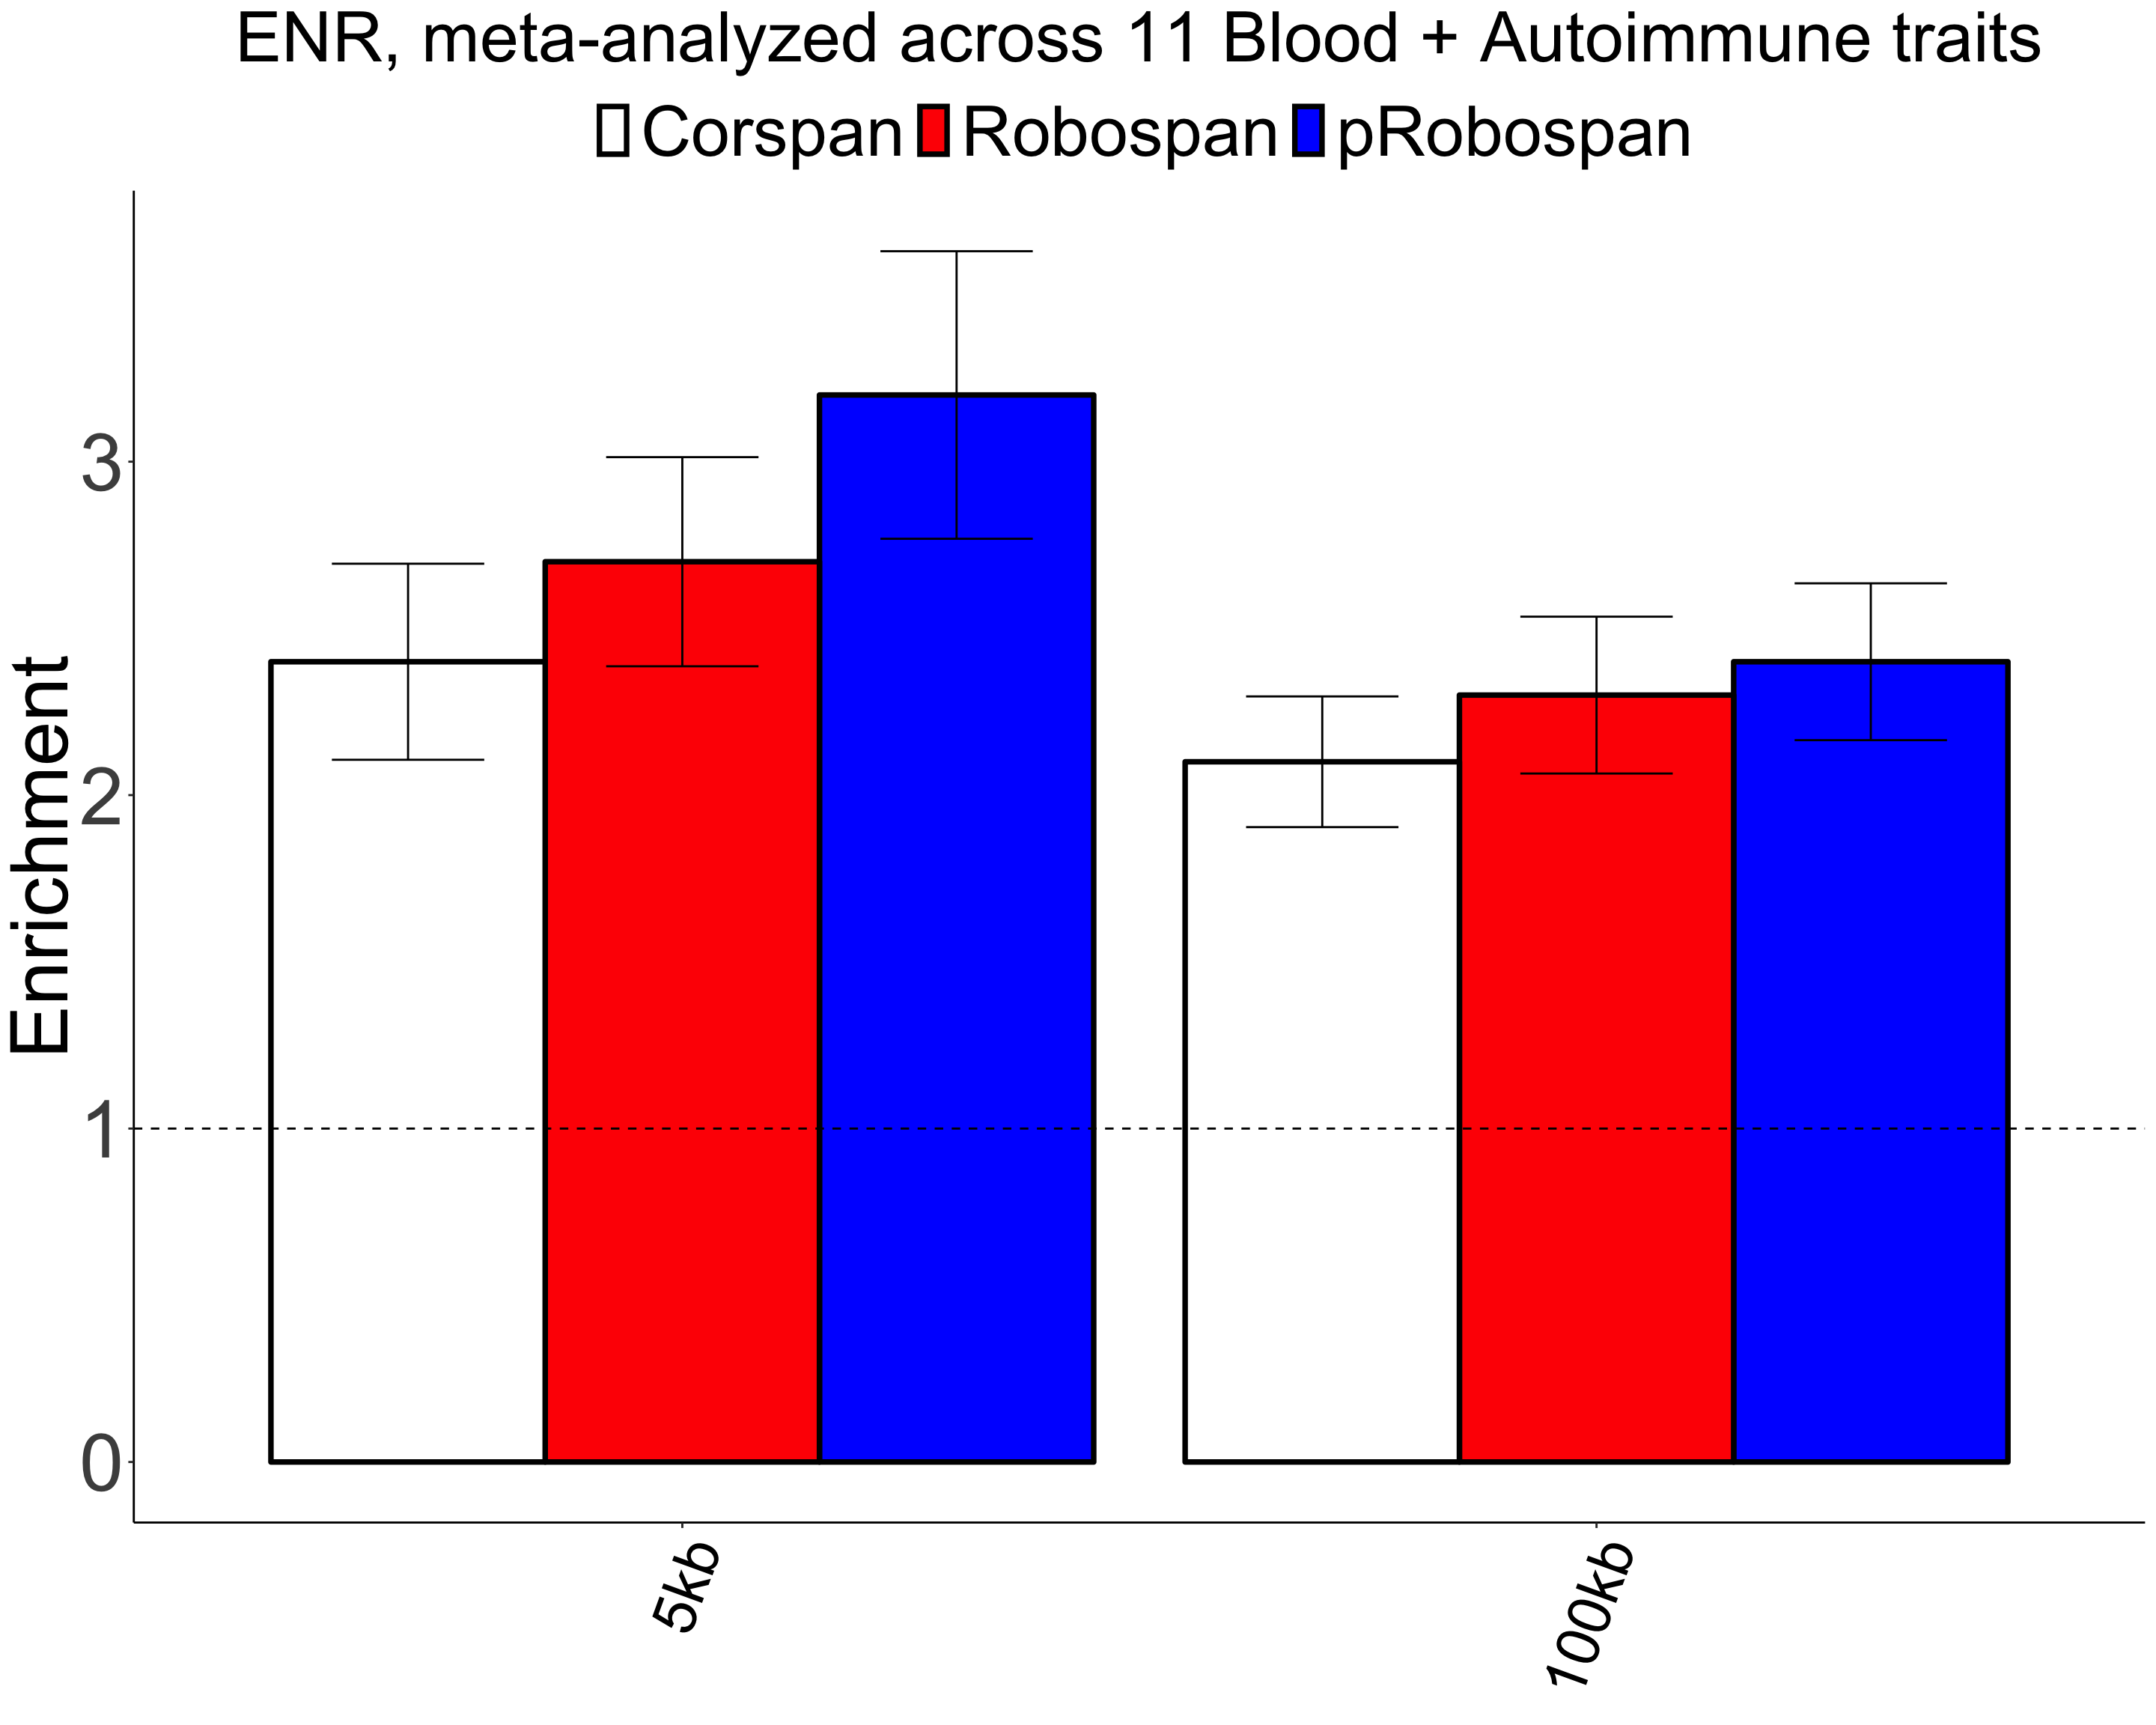 ENR, meta-analyzed across 11 Blood + Autoimmune traits
Corspan Robospan pRobospan
Enrichment
3
2
1
0
5kb
100kb